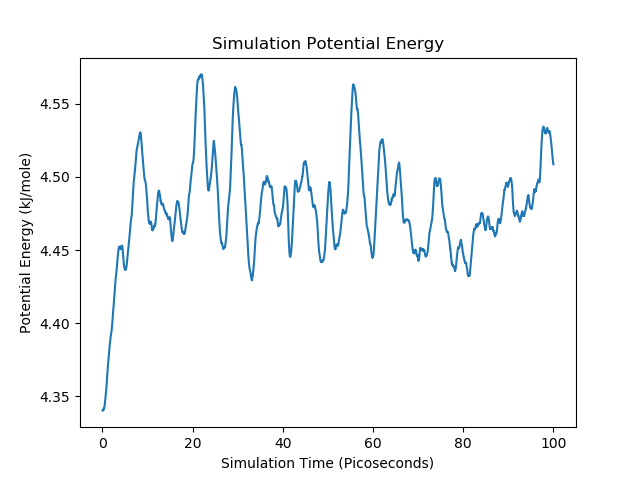 Simulation Potential Energy
Potential Energy (kJ/mole)
4.55
4.50
4.45
4.40
4.35
0 20 40 60 80 100
Simulation Time (Picoseconds)